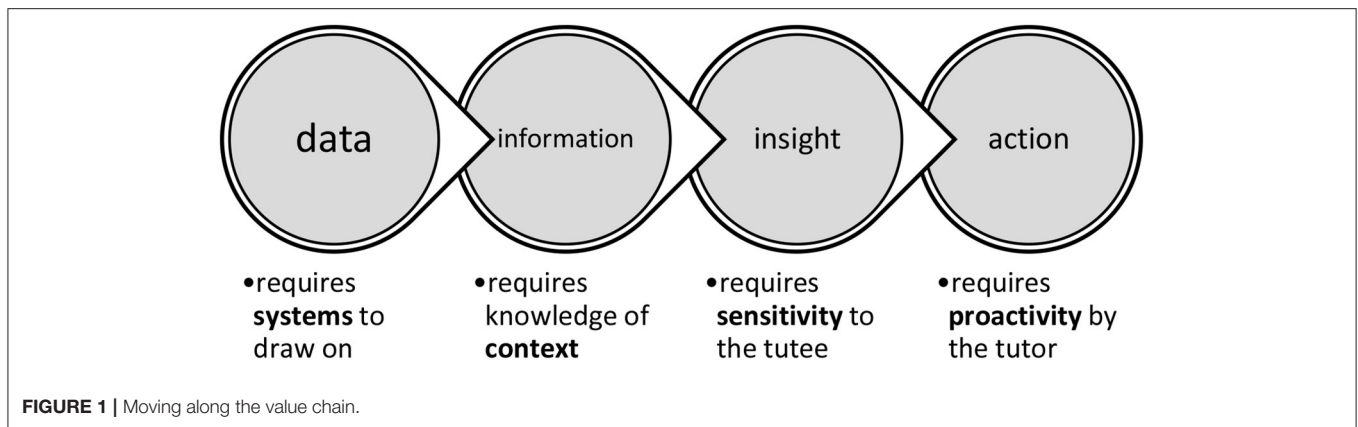 data
information
insight
action
•requires
systems to
draw on
•requires
knowledge of
context
•requires
sensitivity to
the tutee
•requires
proactivity by
the tutor
FIGURE 1 | Moving along the value chain.